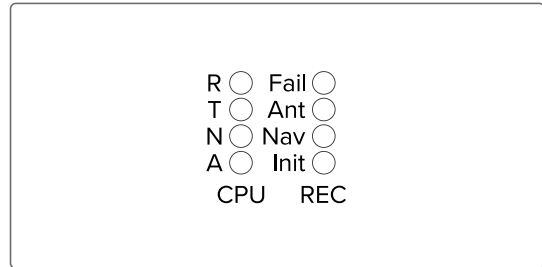 R Fail
T Ant
N Nav
A Init
CPU REC